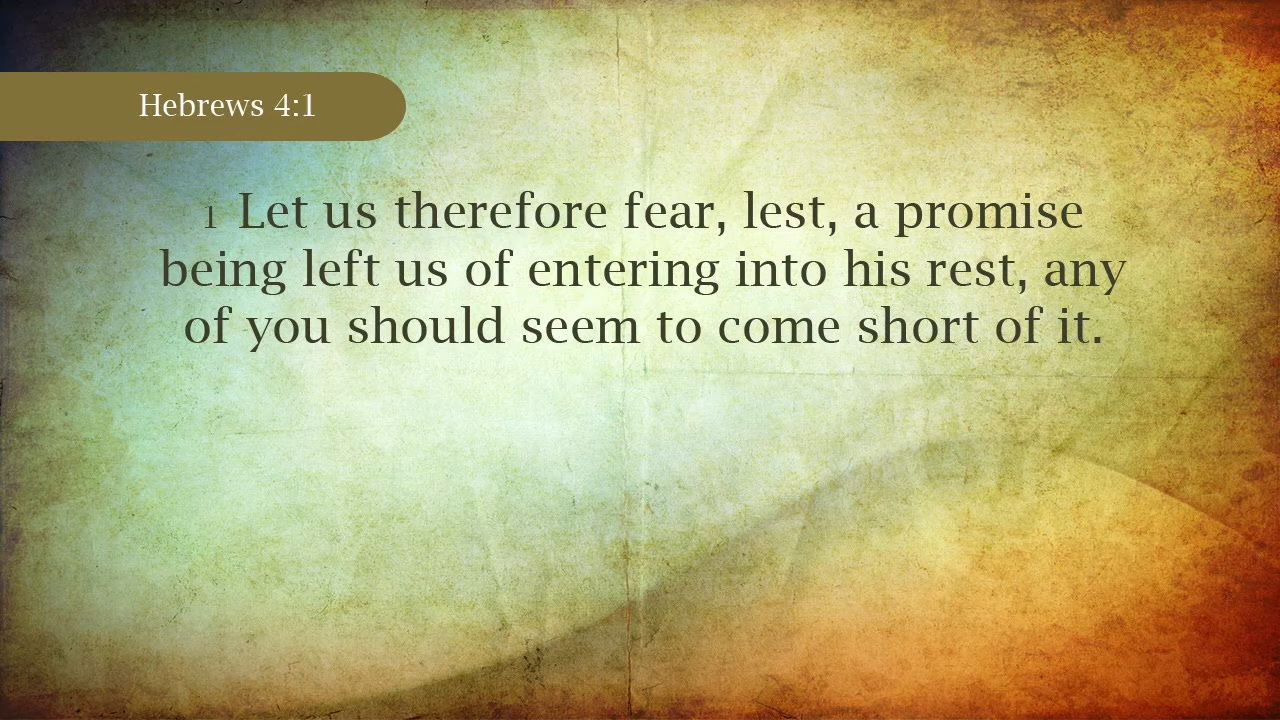 Hebrews 4:1
1 Let us therefore fear, lest, a promise
being left us of entering into his rest, any
of you should seem to come short of it.